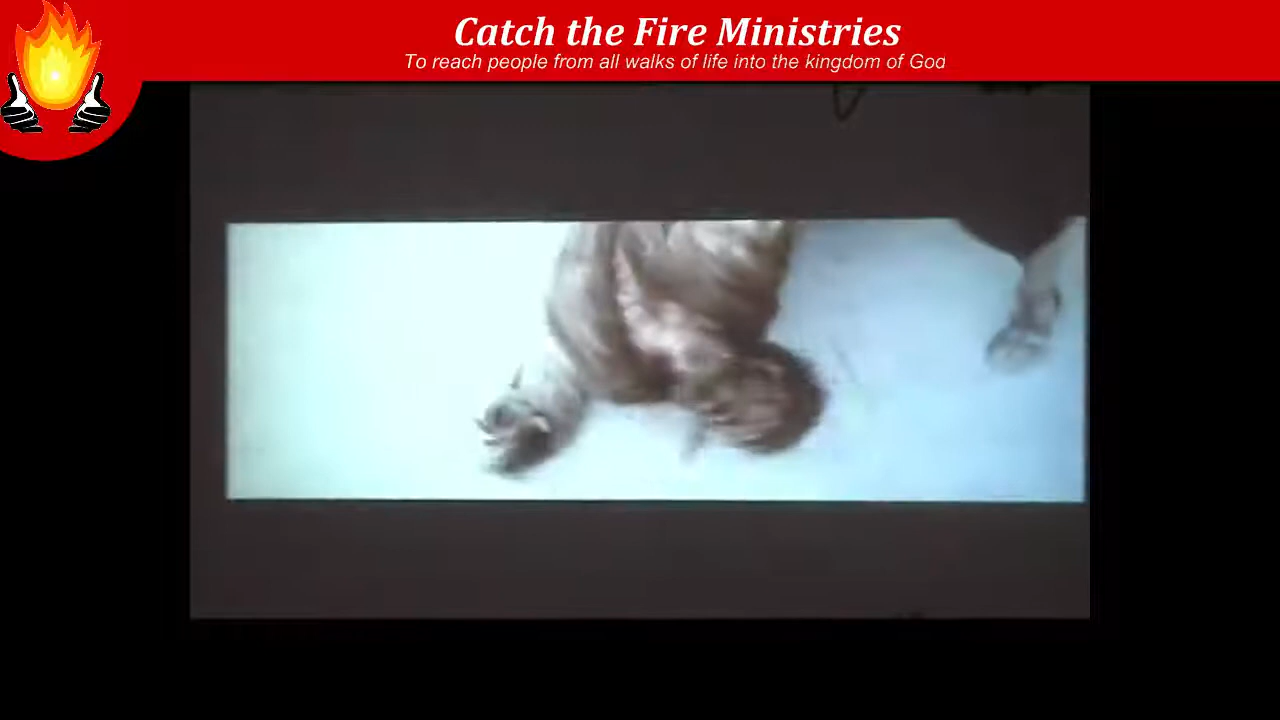 Catch the Fire Ministries
To reach people from all walks of life into the kingdom of God